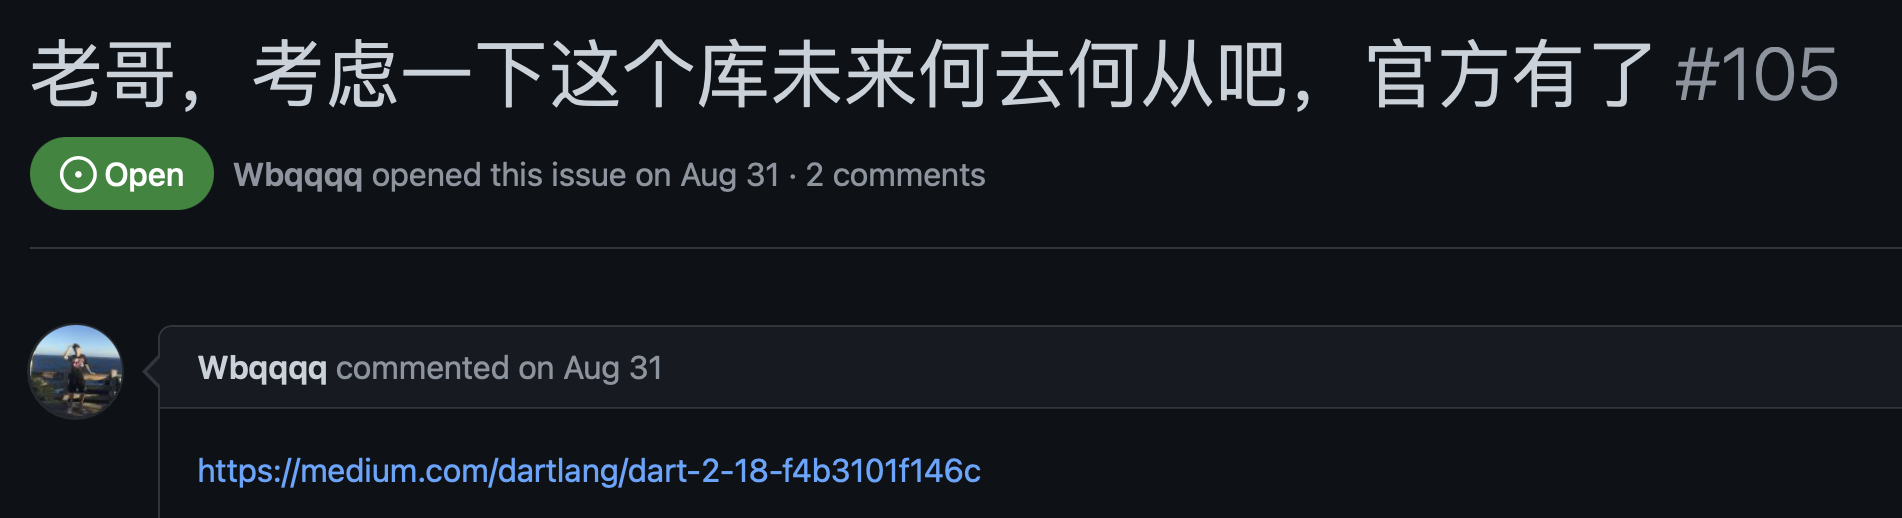 老哥，考虑一下这个库未来何去何从吧，官方有了 #105
Open Wbqqqq opened this issue on Aug 31 · 2 comments
Wbqqqq commented on Aug 31
https://medium.com/dartlang/dart-2-18-f4b3101f146c